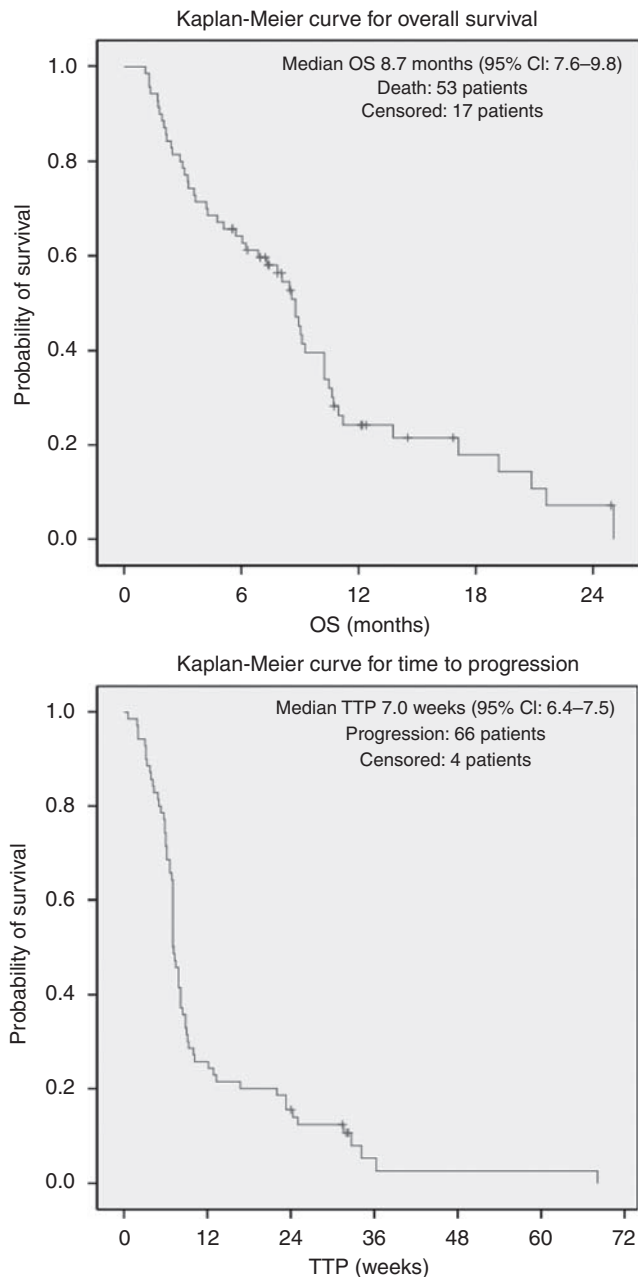 Kaplan-Meier curve for overall survival
Median OS 8.7 months (95% CI: 7.6–9.8)
Death: 53 patients
Censored: 17 patients
1.0
0.8
0.6
0.4
0.2
0.0
Probability of survival
0 6 12 18 24
OS (months)
Kaplan-Meier curve for time to progression
Median TTP 7.0 weeks (95% CI: 6.4–7.5)
Progression: 66 patients
Censored: 4 patients
1.0
0.8
0.6
0.4
0.2
0.0
Probability of survival
0 12 24 36 48 60 72
TTP (weeks)